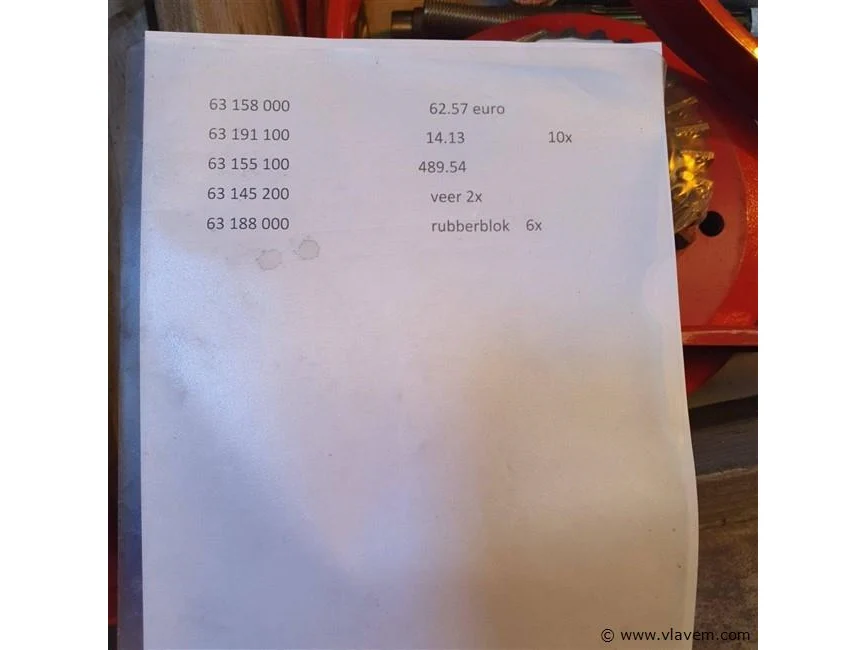 63 158 000 62.57 euro
63 191 100 14.13 10x
63 155 100 489.54
63 145 200 veer 2x
63 188 000 rubberblok 6x
© www.vlavem.com